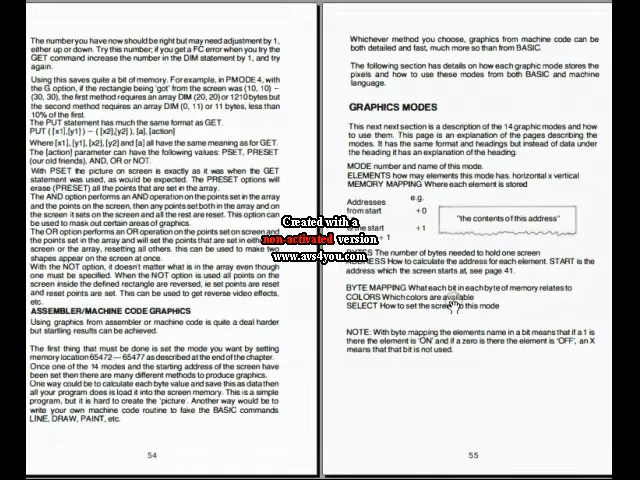 The number you have now should be right but may need adjustment by 1,
either up or down. Try this number; if you get a FC error when you try the
GET command increase the number in the DIM statement by 1, and try
again.
Using this saves quite a bit of memory. For example, in PMODE 4, with
the G option, if the rectangle being 'got' from the screen was (10, 10) –
(30, 30), the first method requires an array DIM (20, 20) or 1210 bytes but
the second method requires an array DIM (0, 11) or 11 bytes, less than
10% of the first.
The PUT statement has much the same format as GET.
PUT ( [x1],[y1] ) – ( [x2],[y2] ), [a], [action]
Where [x1], [y1], [x2], [y2] and [a] all have the same meaning as for GET.
The [action] parameter can have the following values: PSET, PRESET
(our old friends), AND, OR or NOT.
With PSET the picture on screen is exactly as it was when the GET
statement was used, as would be expected. The PRESET options will
erase (PRESET) all the points that are set in the array.
The AND option performs an AND operation on the points set in the array
and the points on the screen, then any points set both in the array and on
the screen it sets on the screen and all the rest are reset. This option can
be used to mask out certain areas of graphics.
The OR option performs an OR operation on the points set on screen and
the points set in the array and will set the points that are set in either
screen or the array, resetting all others. this can be used to make two
shapes appear on the screen at once.
With the NOT option, it doesn't matter what is in the array even though
one must be specified. When the NOT option is used all points on the
screen inside the defined rectangle are reversed, ie set points are reset
and reset points are set. This can be used to get reverse video effects,
etc.
ASSEMBLER/MACHINE CODE GRAPHICS
Using graphics from assembler or machine code is quite a deal harder
but startling results can be achieved.
The first thing that must be done is set the mode you want by setting
memory location 65472 — 65477 as described at the end of the chapter.
Once one of the 14 modes and the starting address of the screen have
been set then there are many different methods to produce graphics.
One way could be to calculate each byte value and save this as data then
all your program does is load it into the screen memory. This is a simple
program, but it is hard to create the 'picture'. Another way would be to
write your own machine code routine to fake the BASIC commands
LINE, DRAW, PAINT, etc.
54
Whichever method you choose, graphics from machine code can be
both detailed and fast, much more so than from BASIC.
The following section has details on how each graphic mode stores the
pixels and how to use these modes from both BASIC and machine
language.
GRAPHICS MODES
This next next section is a description of the 14 graphic modes and how
to use them. This page is an explanation of the pages describing the
modes. It has the same format and headings but instead of data under
the heading it has an explanation of the heading.
MODE number and name of this mode.
ELEMENTS how may elements this mode has. horizontal x vertical
MEMORY MAPPING Where each element is stored
Addresses e.g.
from start +0
"the contents of this address"
is the start +1
+ 1
BYTES The number of bytes needed to hold one screen
ADDRESS How to calculate the address for each element. START is the
address which the screen starts at, see page 41.
BYTE MAPPING What each bit in each byte of memory relates to
COLORS Which colors are available
SELECT How to set the screen to this mode
NOTE: With byte mapping the elements name in a bit means that if a 1 is
there the element is 'ON' and if a zero is there the element is 'OFF', an X
means that that bit is not used.
55
Created with a
non-activated version
www.avs4you.com